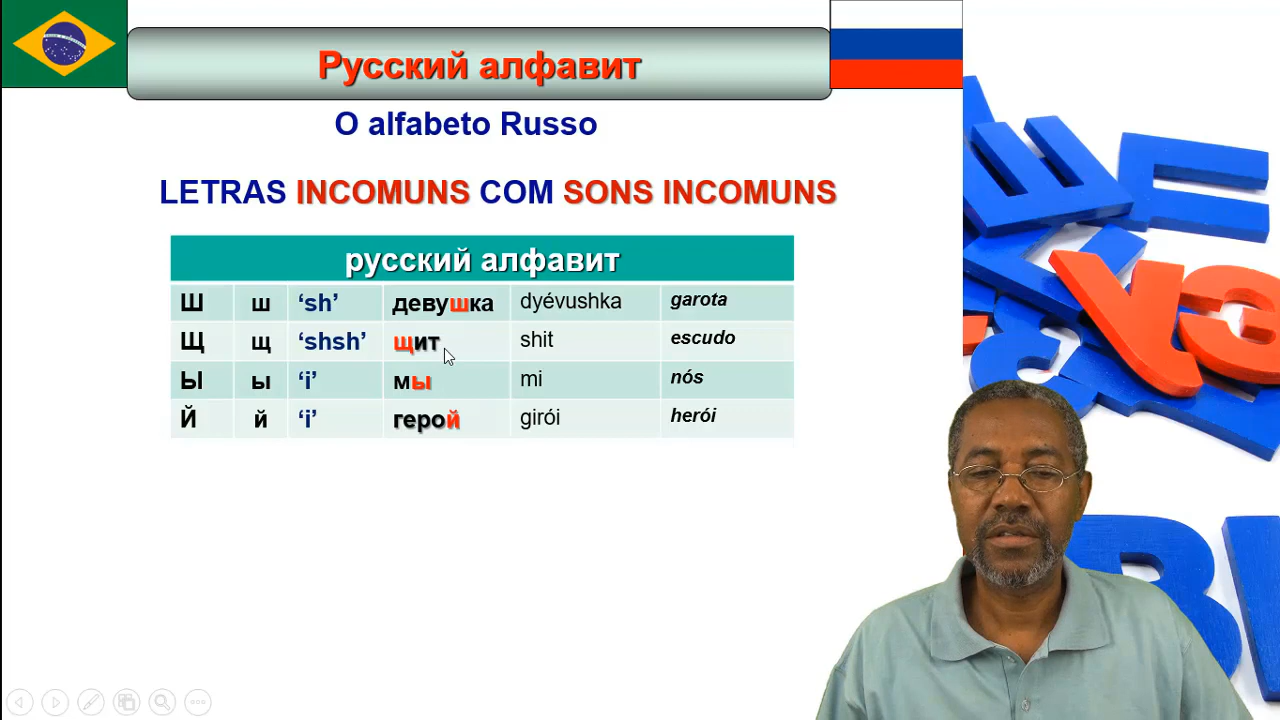 Русский алфавит
O alfabeto Russo
LETRAS INCOMUNS COM SONS INCOMUNS
русский алфавит
Ш ш ‘sh’ девушка dyévushka garota
Щ щ ‘shsh’ щит shit escudo
Ы ы ‘i’ мы mi nós
Й й ‘i’ герой girói herói